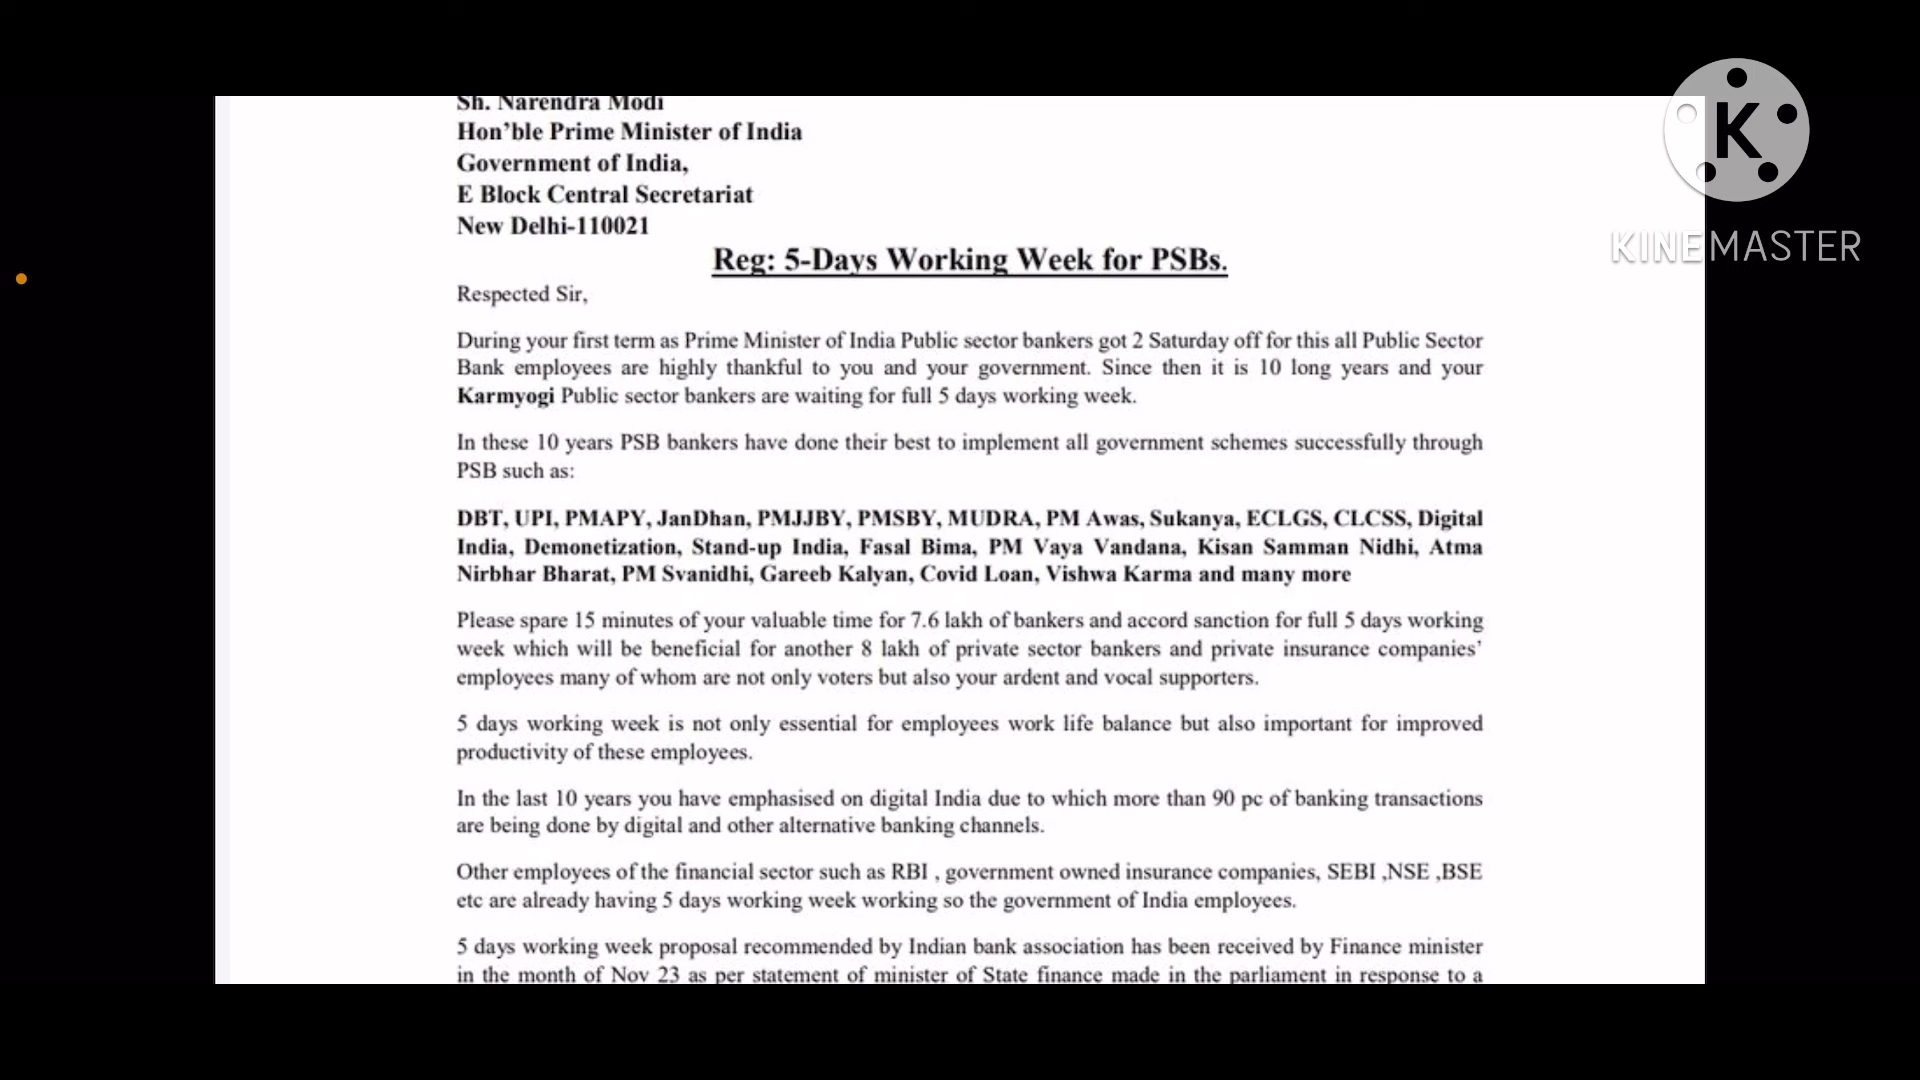 Sh. Narendra Modi
Hon'ble Prime Minister of India
Government of India,
E Block Central Secretariat
New Delhi-110021
Reg: 5-Days Working Week for PSBs.
Respected Sir,
During your first term as Prime Minister of India Public sector bankers got 2 Saturday off for this all Public Sector
Bank employees are highly thankful to you and your government. Since then it is 10 long years and your
Karmyogi Public sector bankers are waiting for full 5 days working week.
In these 10 years PSB bankers have done their best to implement all government schemes successfully through
PSB such as:
DBT, UPI, PMAPY, JanDhan, PMJJBY, PMSBY, MUDRA, PM Awas, Sukanya, ECLGS, CLCSS, Digital
India, Demonetization, Stand-up India, Fasal Bima, PM Vaya Vandana, Kisan Samman Nidhi, Atma
Nirbhar Bharat, PM Svanidhi, Gareeb Kalyan, Covid Loan, Vishwa Karma and many more
Please spare 15 minutes of your valuable time for 7.6 lakh of bankers and accord sanction for full 5 days working
week which will be beneficial for another 8 lakh of private sector bankers and private insurance companies'
employees many of whom are not only voters but also your ardent and vocal supporters.
5 days working week is not only essential for employees work life balance but also important for improved
productivity of these employees.
In the last 10 years you have emphasised on digital India due to which more than 90 pc of banking transactions
are being done by digital and other alternative banking channels.
Other employees of the financial sector such as RBI , government owned insurance companies, SEBI ,NSE ,BSE
etc are already having 5 days working week working so the government of India employees.
5 days working week proposal recommended by Indian bank association has been received by Finance minister
in the month of Nov 23 as per statement of minister of State finance made in the parliament in response to a
K
KINEMASTER